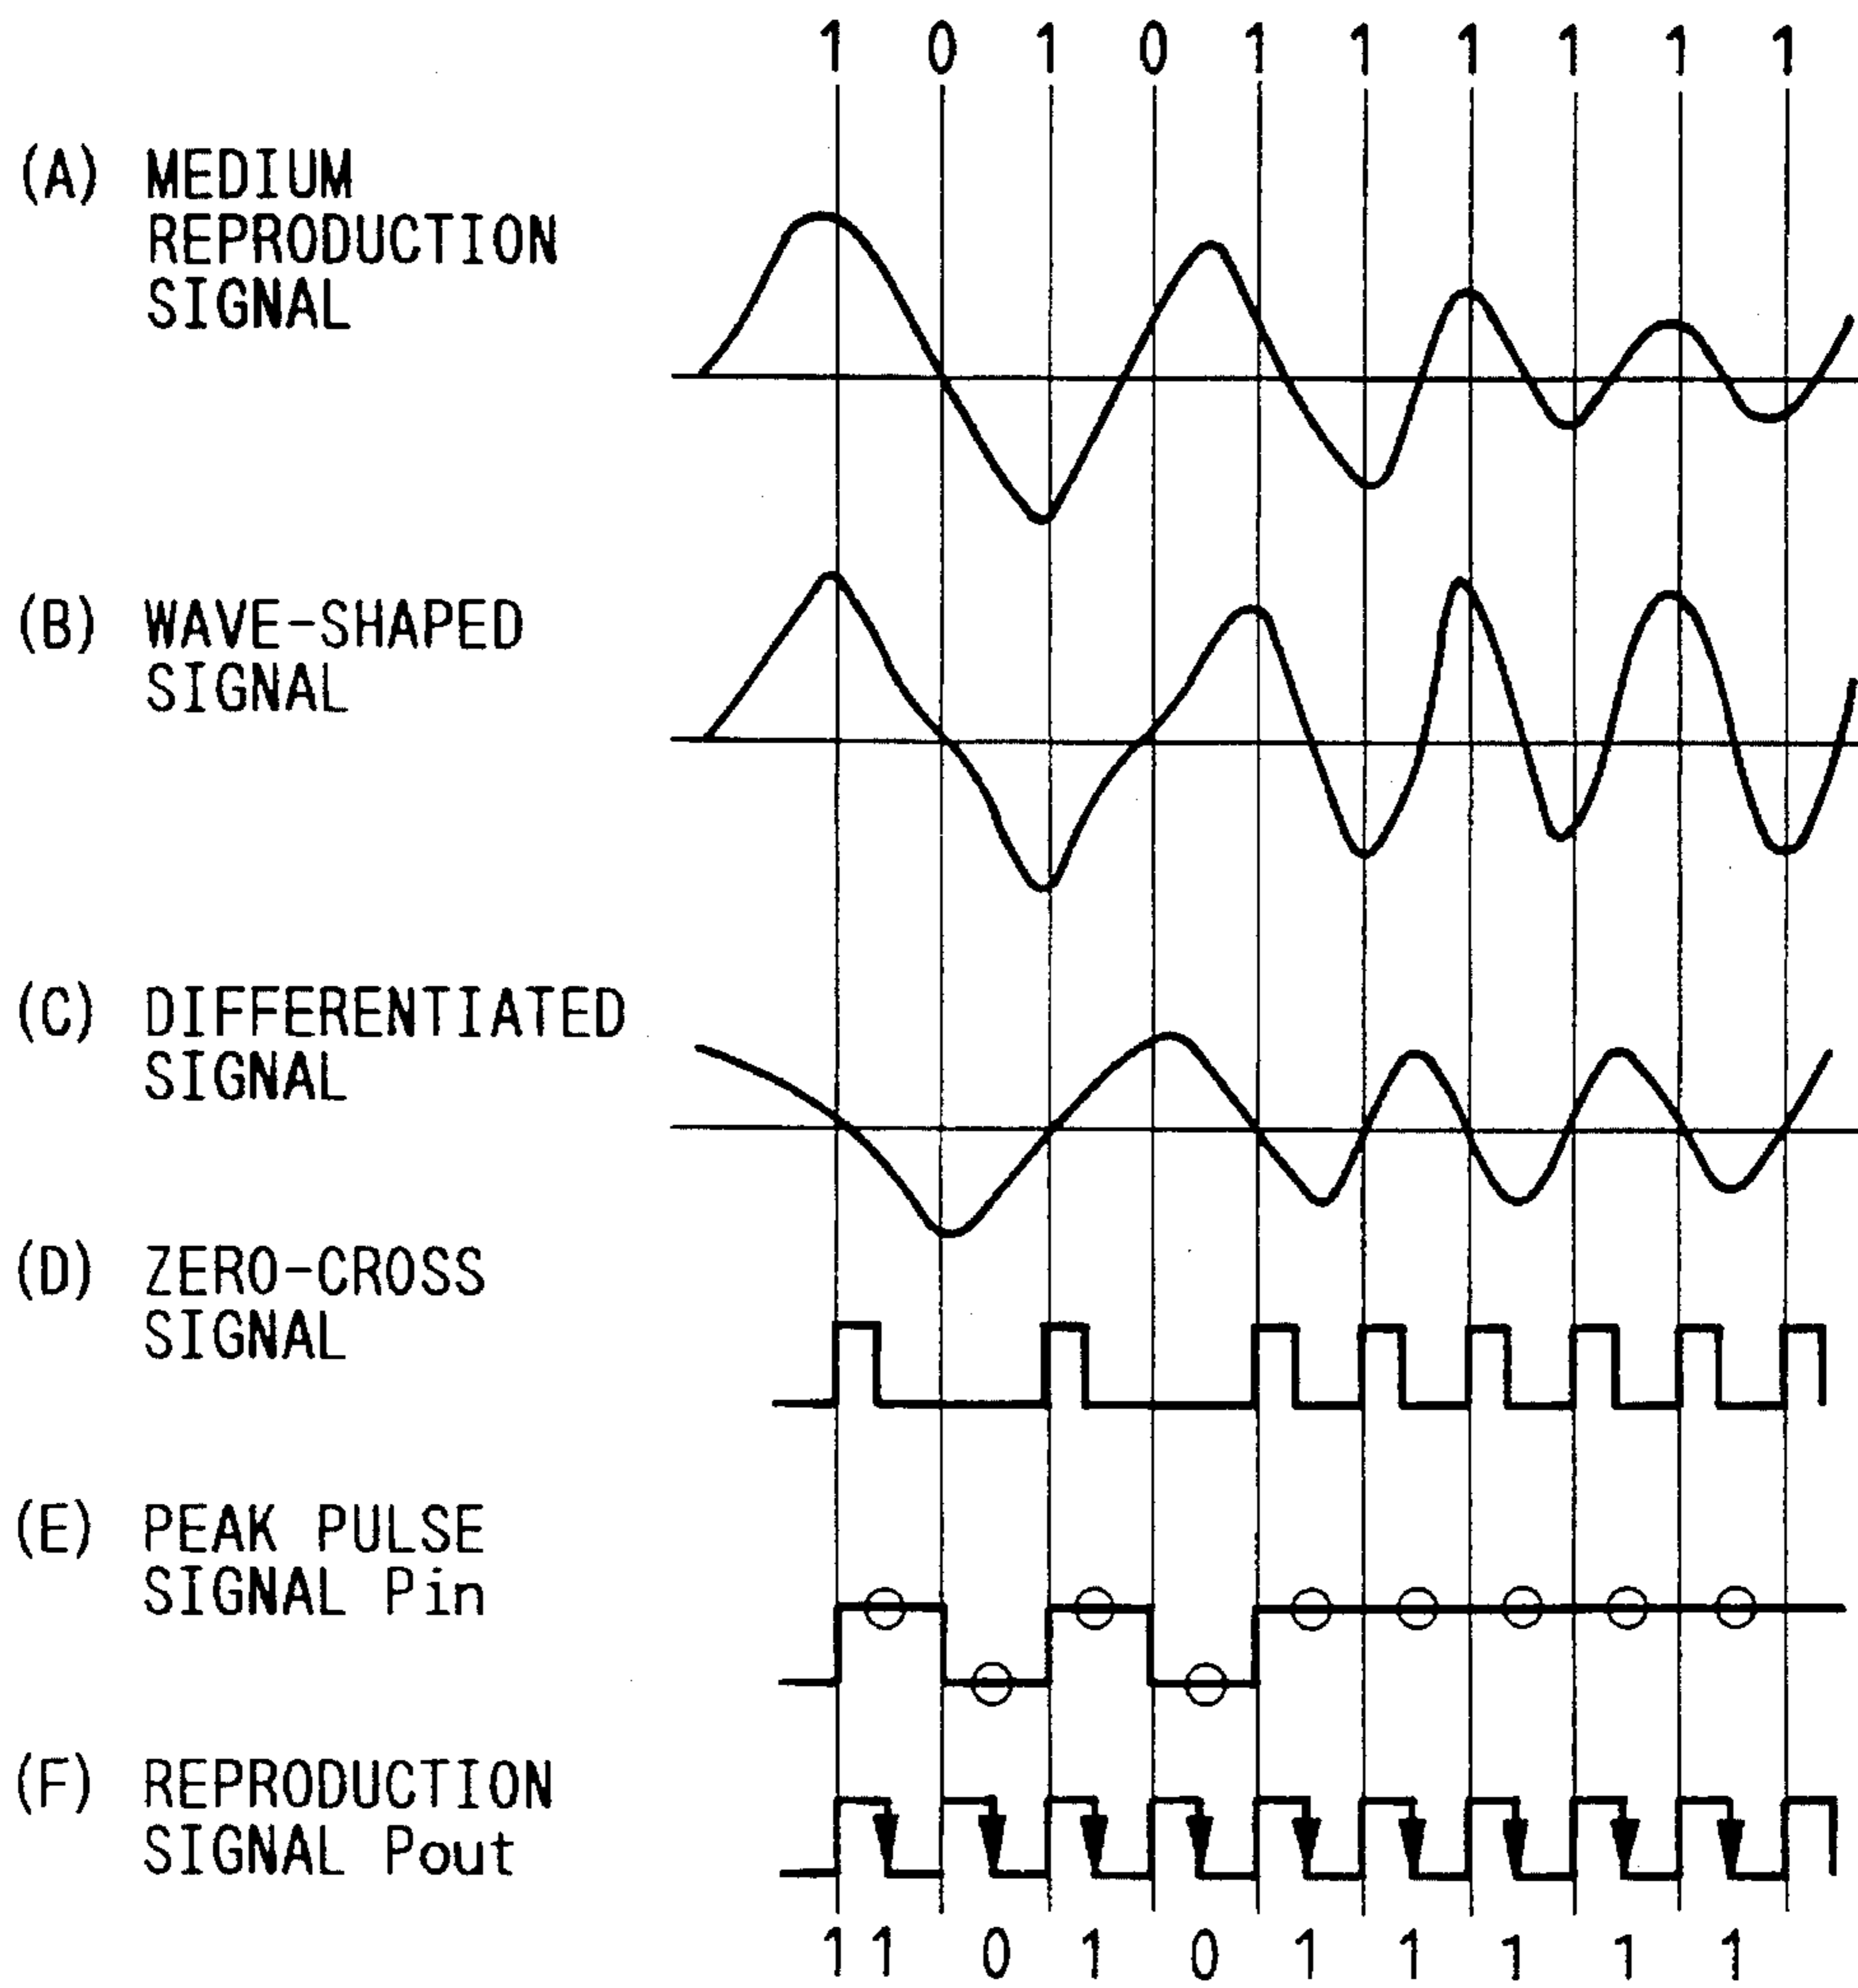 1 0 1 0 1 1 1 1 1 1
(A) MEDIUM
REPRODUCTION
SIGNAL
(B) WAVE-SHAPED
SIGNAL
(C) DIFFERENTIATED
SIGNAL
(D) ZERO-CROSS
SIGNAL
(E) PEAK PULSE
SIGNAL Pin
(F) REPRODUCTION
SIGNAL Pout
1 1 0 1 0 1 1 1 1 1